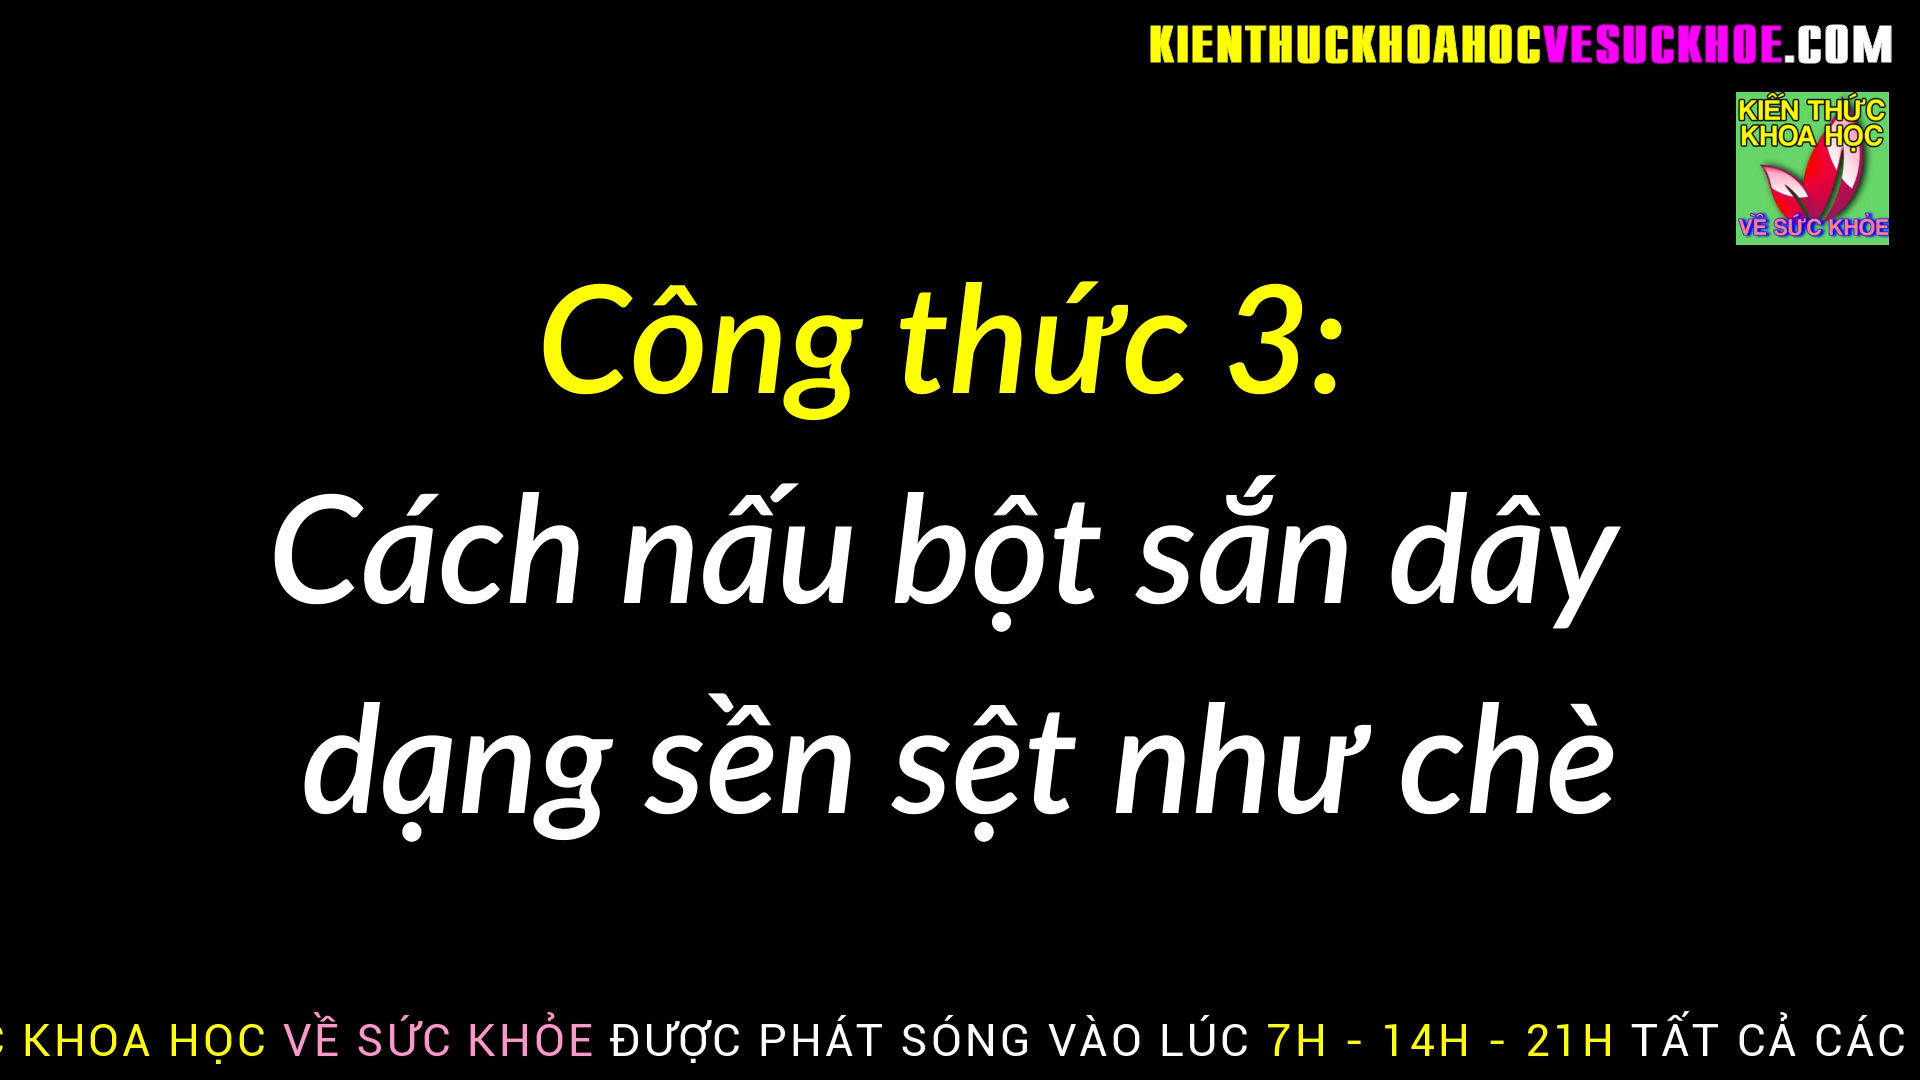 KIENTHUCKHOAHOCVESUCKHOE.COM
KIẾN THỨC
KHOA HỌC
VỀ SỨC KHỎE
Công thức 3:
Cách nấu bột sắn dây
dạng sền sệt như chè
KHOA HỌC VỀ SỨC KHỎE ĐƯỢC PHÁT SÓNG VÀO LÚC 7H - 14H - 21H TẤT CẢ CÁC